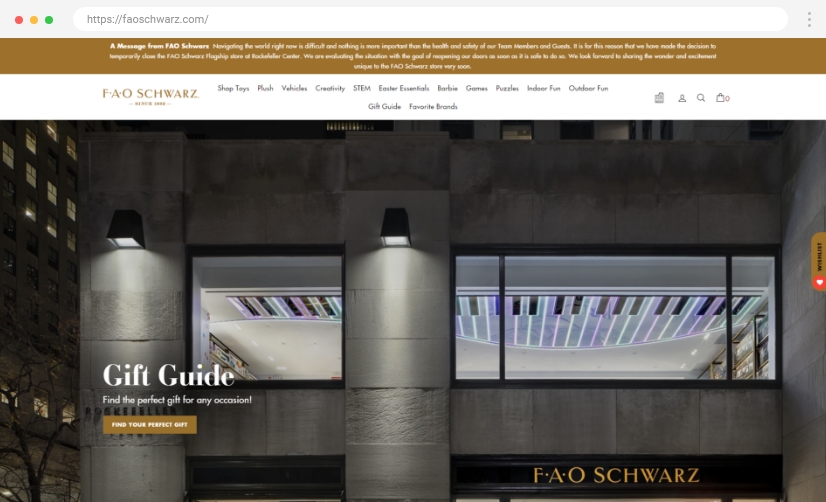 https://faoschwarz.com/
A Message from FAO Schwarz Navigating the world right now is difficult and nothing is more important than the health and safety of our Team Members and Guests. It is for this reason that we have made the decision to
temporarily close the FAO Schwarz Flagship store at Rockefeller Center. We are evaluating the situation with the goal of reopening our doors as soon as it is safe to do so. We look forward to sharing the wonder and excitement
unique to the FAO Schwarz store very soon.
F·A·O SCHWARZ
— SINCE 1862 —
Shop Toys Plush Vehicles Creativity STEM Easter Essentials Barbie Games Puzzles Indoor Fun Outdoor Fun
Gift Guide Favorite Brands
0
WISHLIST
Gift Guide
Find the perfect gift for any occasion!
ROCKEFELLER
FIND YOUR PERFECT GIFT
F·A·O SCHWARZ